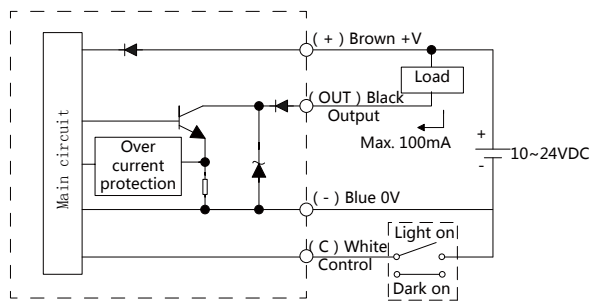 ( + ) Brown +V
Load
( OUT ) Black
Output
Max. 100mA
Main circuit
Over
current
protection
+
10~24VDC
-
( - ) Blue 0V
Light on
( C ) White
Control
Dark on